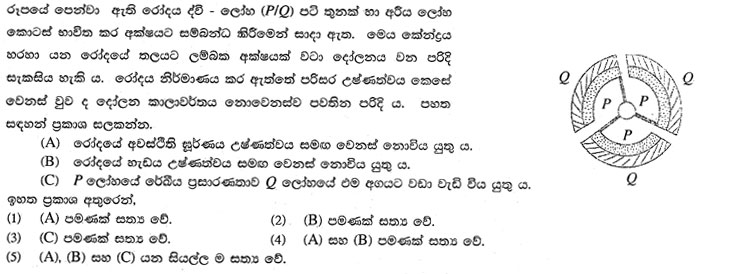 රූපයේ පෙන්වා ඇති රෝදය ද්වි - ලෝහ (P/Q) පටි තුනක් හා අරීය ලෝහ
කොටස් භාවිත කර අක්ෂයට සම්බන්ධ කිරීමෙන් සාදා ඇත. මෙය කේන්ද්‍රය
හරහා යන රෝදයේ තලයට ලම්බක අක්ෂයක් වටා දෝලනය වන පරිදි
සැකසිය හැකි ය. රෝදය නිර්මාණය කර ඇත්තේ පරිසර උෂ්ණත්වය කෙසේ
වෙනස් වුව ද දෝලන කාලාවර්තය නොවෙනස්ව පවතින පරිදි ය. පහත
සඳහන් ප්‍රකාශ සලකන්න.
(A) රෝදයේ අවස්ථිති ඝූර්ණය උෂ්ණත්වය සමඟ වෙනස් නොවිය යුතු ය.
(B) රෝදයේ හැඩය උෂ්ණත්වය සමඟ වෙනස් නොවිය යුතු ය.
(C) P ලෝහයේ රේඛීය ප්‍රසාරණතාව Q ලෝහයේ එම අගයට වඩා වැඩි විය යුතු ය.
ඉහත ප්‍රකාශ අතුරෙන්,
(1) (A) පමණක් සත්‍ය වේ. (2) (B) පමණක් සත්‍ය වේ.
(3) (C) පමණක් සත්‍ය වේ. (4) (A) සහ (B) පමණක් සත්‍ය වේ.
(5) (A), (B) සහ (C) යන සියල්ල ම සත්‍ය වේ.
Q Q
P P
P
Q